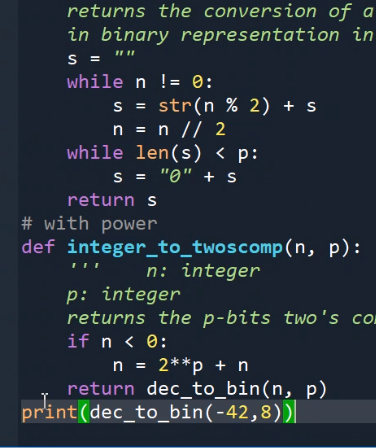 returns the conversion of a
in binary representation in
s = ""
while n != 0:
s = str(n % 2) + s
n = n // 2
while len(s) < p:
s = "0" + s
return s
# with power
def integer_to_twoscomp(n, p):
''' n: integer
p: integer
returns the p-bits two's co
if n < 0:
n = 2**p + n
return dec_to_bin(n, p)
print(dec_to_bin(-42,8))